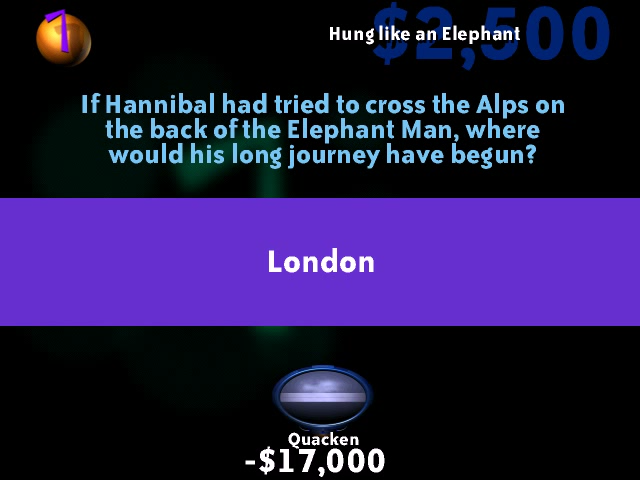 1
Hung like an Elephant
$2,500
If Hannibal had tried to cross the Alps on
the back of the Elephant Man, where
would his long journey have begun?
London
Quacken
-$17,000